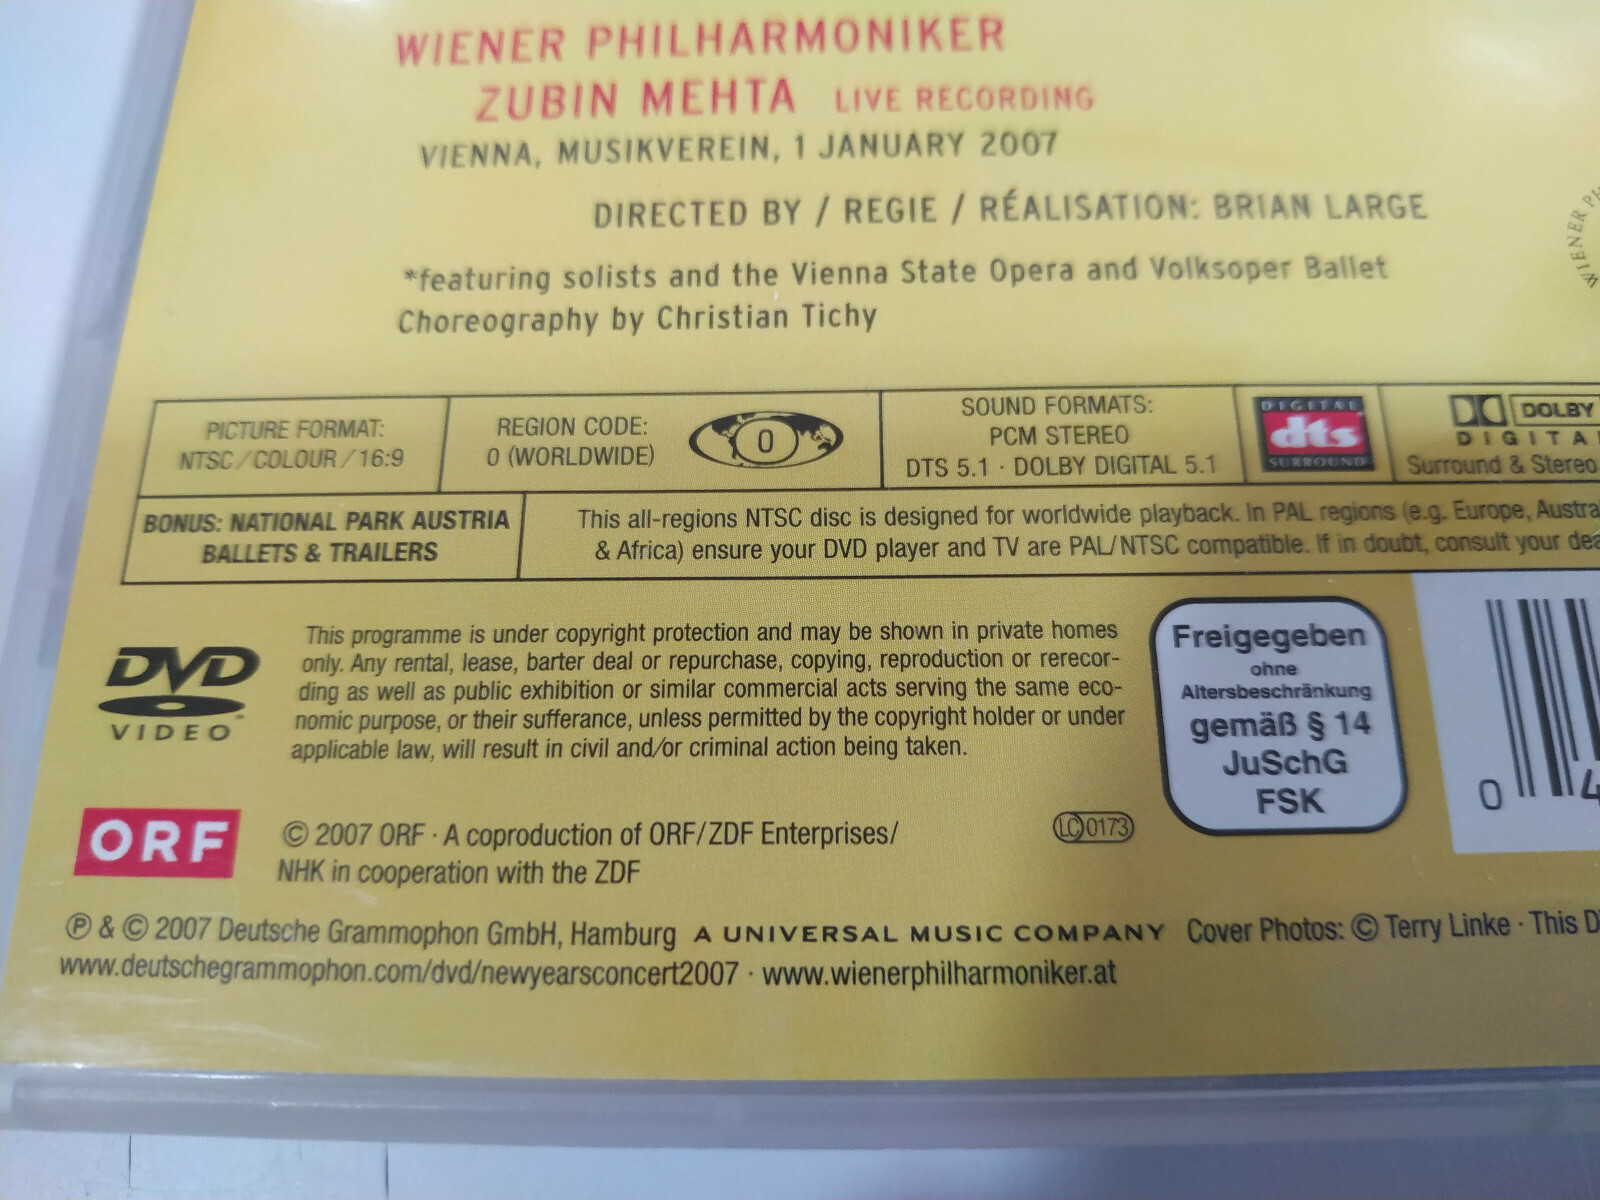 WIENER PHILHARMONIKER
ZUBIN MEHTA LIVE RECORDING
VIENNA, MUSIKVEREIN, 1 JANUARY 2007
DIRECTED BY / REGIE / RÉALISATION: BRIAN LARGE
*featuring solists and the Vienna State Opera and Volksoper Ballet
Choreography by Christian Tichy
WIENER
PICTURE FORMAT:
NTSC/COLOUR/16:9
REGION CODE:
0 (WORLDWIDE)
0
SOUND FORMATS:
PCM STEREO
DTS 5.1 · DOLBY DIGITAL 5.1
DIGITAL
dts
SURROUND
DOLBY
DIGITA
Surround & Stereo
BONUS: NATIONAL PARK AUSTRIA
BALLETS & TRAILERS
This all-regions NTSC disc is designed for worldwide playback. In PAL regions (e.g. Europe, Austra
& Africa) ensure your DVD player and TV are PAL/NTSC compatible. If in doubt, consult your dea
DVD
VIDEO™
This programme is under copyright protection and may be shown in private homes
only. Any rental, lease, barter deal or repurchase, copying, reproduction or rerecor-
ding as well as public exhibition or similar commercial acts serving the same eco-
nomic purpose, or their sufferance, unless permitted by the copyright holder or under
applicable law, will result in civil and/or criminal action being taken.
Freigegeben
ohne
Altersbeschränkung
gemäß § 14
JuSchG
FSK
0 4
ORF
© 2007 ORF · A coproduction of ORF/ZDF Enterprises/
NHK in cooperation with the ZDF
LC 0173
℗ & © 2007 Deutsche Grammophon GmbH, Hamburg A UNIVERSAL MUSIC COMPANY Cover Photos: © Terry Linke · This D
www.deutschegrammophon.com/dvd/newyearsconcert2007 · www.wienerphilharmoniker.at